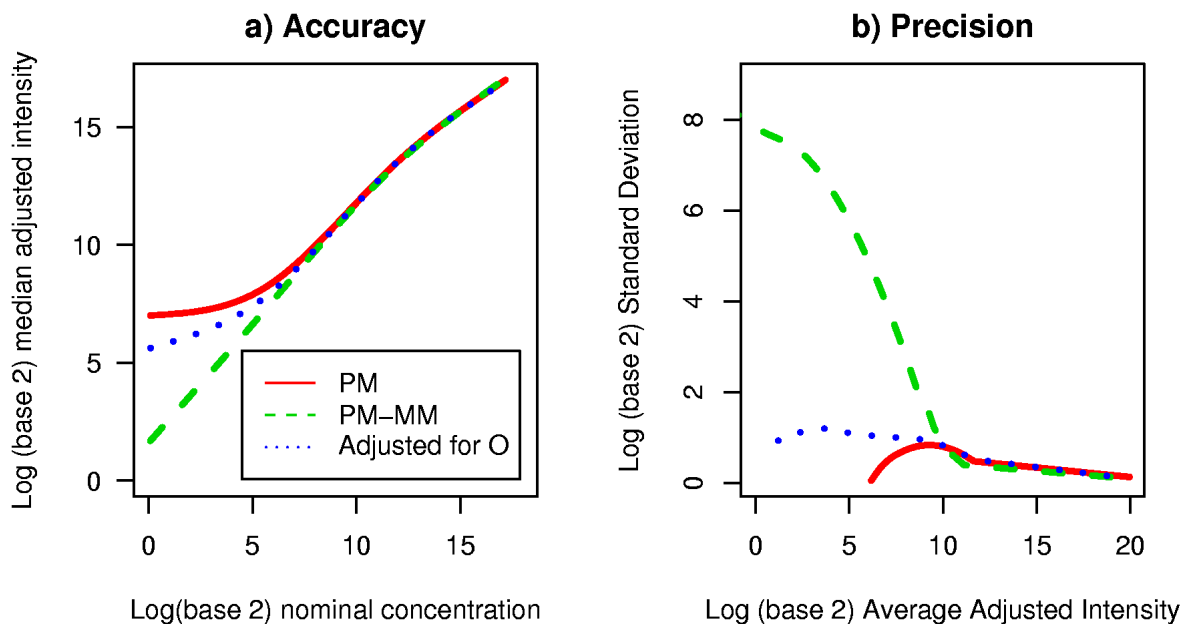 a) Accuracy
Log (base 2) median adjusted intensity
15
10
5
0
PM
PM−MM
Adjusted for O
0 5 10 15
Log(base 2) nominal concentration
b) Precision
Log (base 2) Standard Deviation
8
6
4
2
0
0 5 10 15 20
Log (base 2) Average Adjusted Intensity